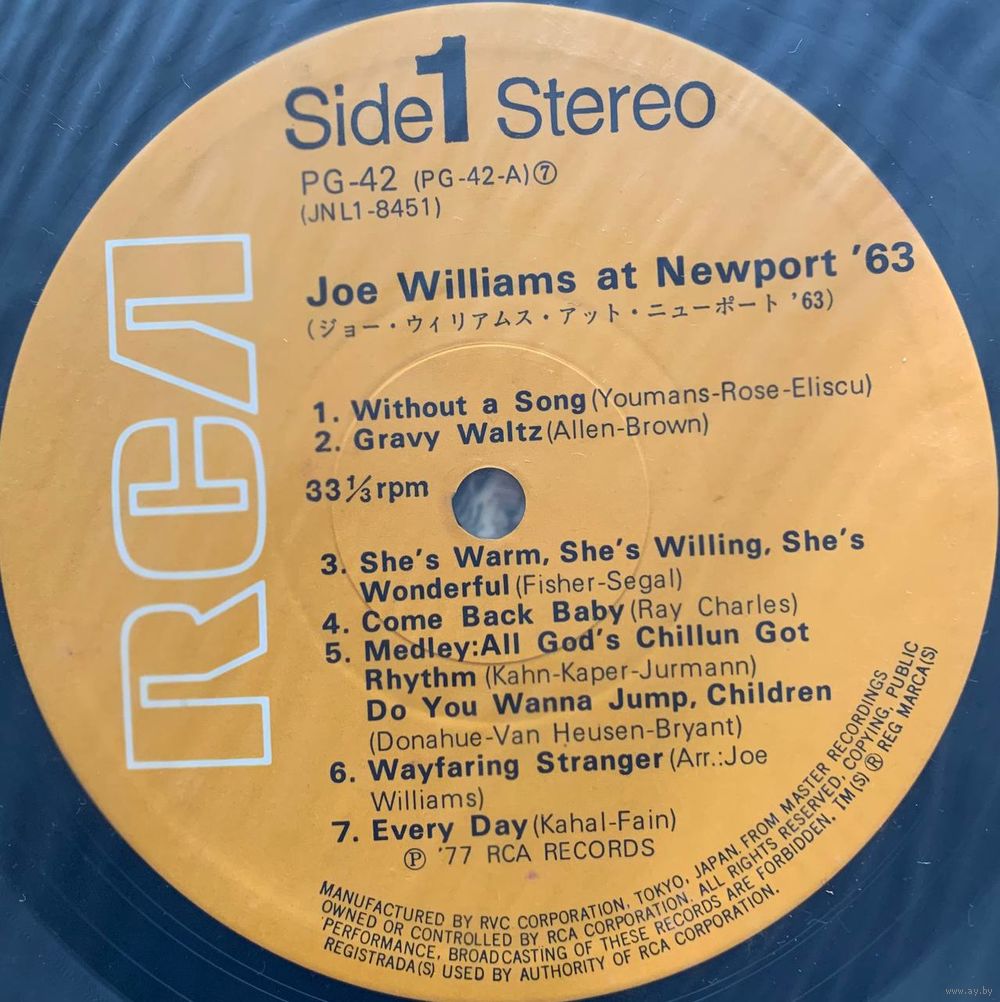 Side 1 Stereo
PG-42 (PG-42-A)⑦
(JNL1-8451)
Joe Williams at Newport '63
(ジョー・ウィリアムス・アット・ニューポート '63)
RCA
1. Without a Song (Youmans-Rose-Eliscu)
2. Gravy Waltz (Allen-Brown)
33⅓ rpm
3. She's Warm, She's Willing, She's
Wonderful (Fisher-Segal)
4. Come Back Baby (Ray Charles)
5. Medley: All God's Chillun Got
Rhythm (Kahn-Kaper-Jurmann)
Do You Wanna Jump, Children
(Donahue-Van Heusen-Bryant)
6. Wayfaring Stranger (Arr.:Joe
Williams)
7. Every Day (Kahal-Fain)
Ⓟ '77 RCA RECORDS
MANUFACTURED BY RVC CORPORATION, TOKYO, JAPAN. FROM MASTER RECORDINGS
OWNED OR CONTROLLED BY RCA CORPORATION. ALL RIGHTS RESERVED, COPYING, PUBLIC
PERFORMANCE, BROADCASTING OF THESE RECORDS ARE FORBIDDEN. TM(S) ® REG MARCA(S)
REGISTRADA(S) USED BY AUTHORITY OF RCA CORPORATION.
www.ay.by